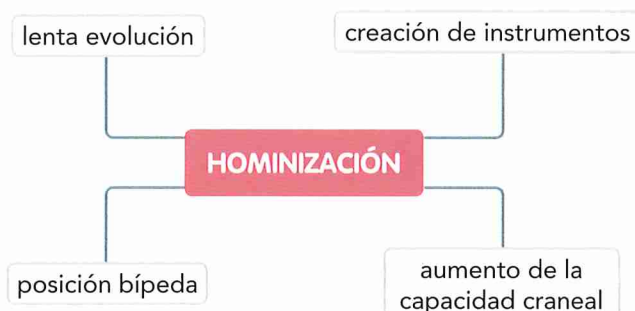 lenta evolución
creación de instrumentos
HOMINIZACIÓN
posición bípeda
aumento de la
capacidad craneal